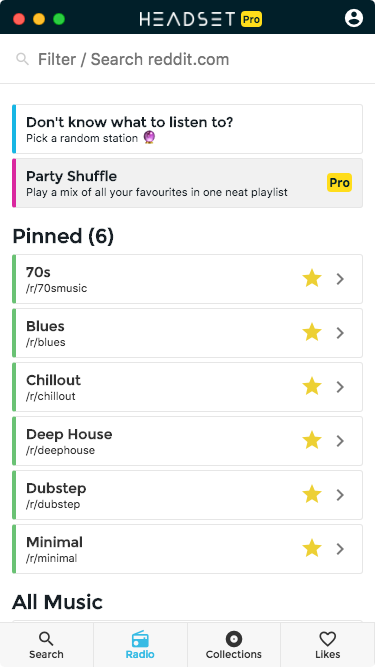 HEADSET Pro
Filter / Search reddit.com
Don't know what to listen to?
Pick a random station 🔮
Party Shuffle
Play a mix of all your favourites in one neat playlist
Pro
Pinned (6)
70s
/r/70smusic
Blues
/r/blues
Chillout
/r/chillout
Deep House
/r/deephouse
Dubstep
/r/dubstep
Minimal
/r/minimal
All Music
Search
Radio
Collections
Likes